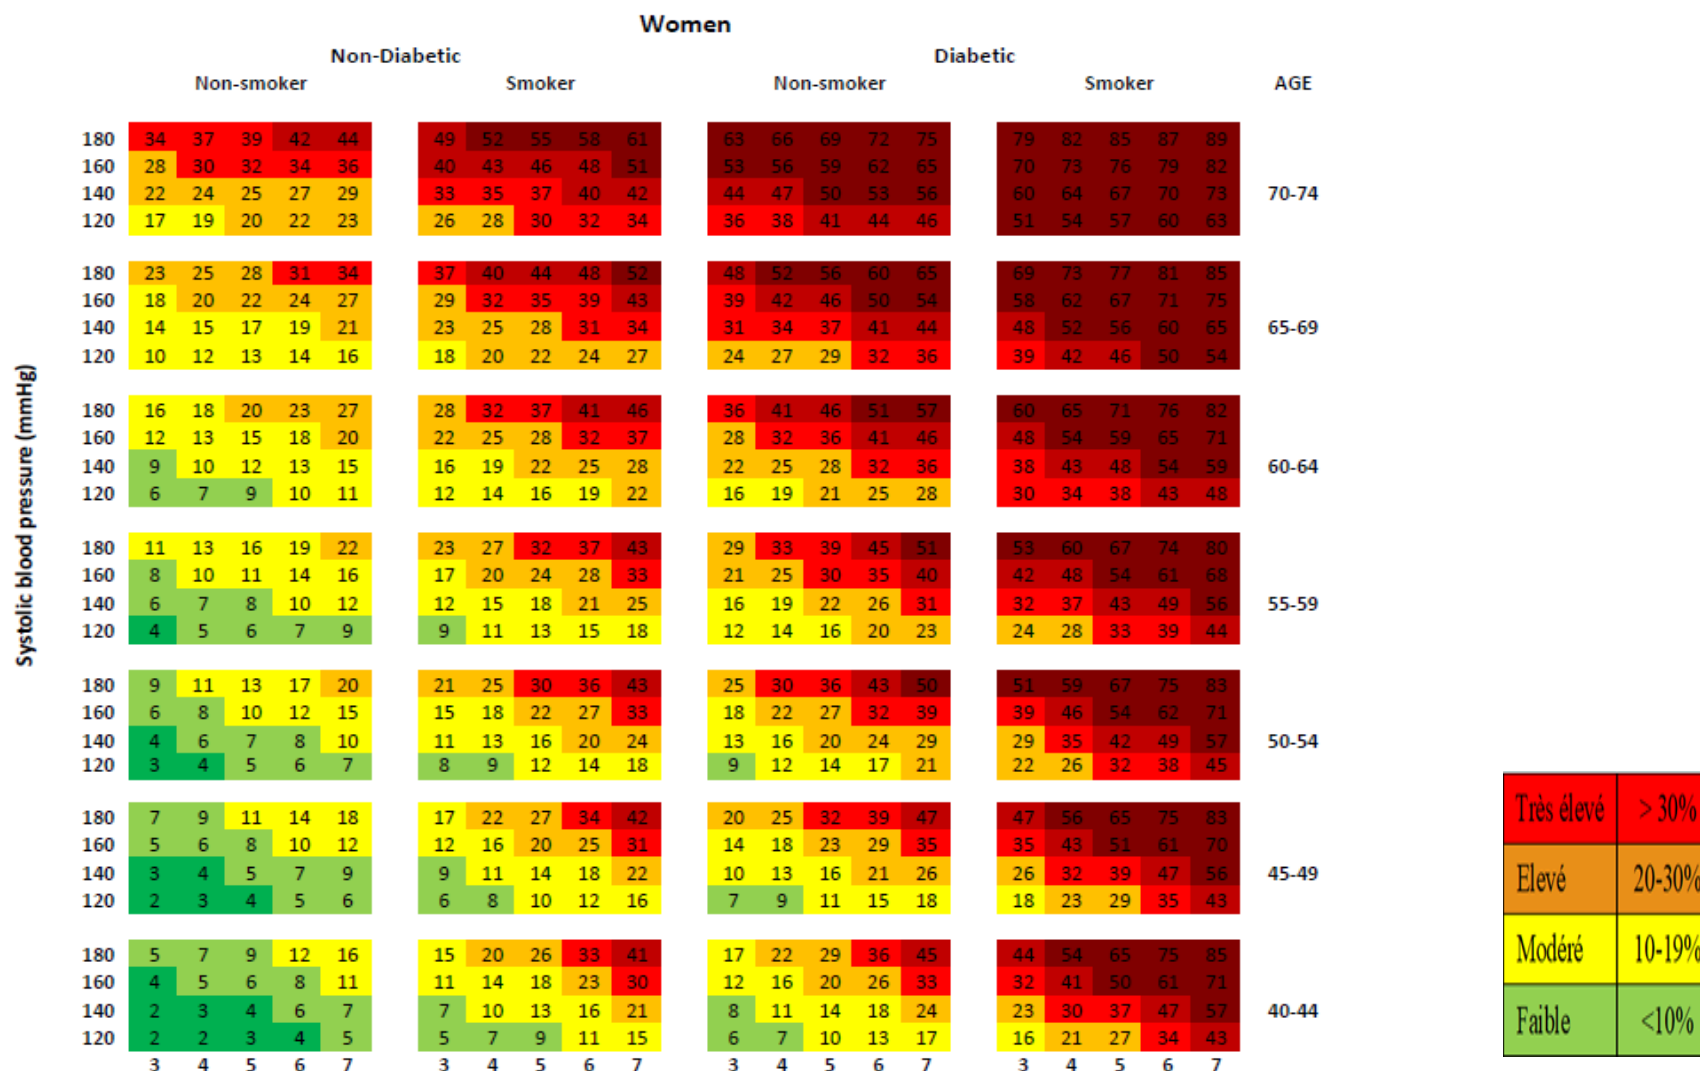 Women
Non-Diabetic Diabetic
Non-smoker Smoker Non-smoker Smoker AGE
Systolic blood pressure (mmHg)
180 34 37 39 42 44 49 52 55 58 61 63 66 69 72 75 79 82 85 87 89
160 28 30 32 34 36 40 43 46 48 51 53 56 59 62 65 70 73 76 79 82
140 22 24 25 27 29 33 35 37 40 42 44 47 50 53 56 60 64 67 70 73 70-74
120 17 19 20 22 23 26 28 30 32 34 36 38 41 44 46 51 54 57 60 63
180 23 25 28 31 34 37 40 44 48 52 48 52 56 60 65 69 73 77 81 85
160 18 20 22 24 27 29 32 35 39 43 39 42 46 50 54 58 62 67 71 75
140 14 15 17 19 21 23 25 28 31 34 31 34 37 41 44 48 52 56 60 65 65-69
120 10 12 13 14 16 18 20 22 24 27 24 27 29 32 36 39 42 46 50 54
180 16 18 20 23 27 28 32 37 41 46 36 41 46 51 57 60 65 71 76 82
160 12 13 15 18 20 22 25 28 32 37 28 32 36 41 46 48 54 59 65 71
140 9 10 12 13 15 16 19 22 25 28 22 25 28 32 36 38 43 48 54 59 60-64
120 6 7 9 10 11 12 14 16 19 22 16 19 21 25 28 30 34 38 43 48
180 11 13 16 19 22 23 27 32 37 43 29 33 39 45 51 53 60 67 74 80
160 8 10 11 14 16 17 20 24 28 33 21 25 30 35 40 42 48 54 61 68
140 6 7 8 10 12 12 15 18 21 25 16 19 22 26 31 32 37 43 49 56 55-59
120 4 5 6 7 9 9 11 13 15 18 12 14 16 20 23 24 28 33 39 44
180 9 11 13 17 20 21 25 30 36 43 25 30 36 43 50 51 59 67 75 83
160 6 8 10 12 15 15 18 22 27 33 18 22 27 32 39 39 46 54 62 71
140 4 6 7 8 10 11 13 16 20 24 13 16 20 24 29 29 35 42 49 57 50-54
120 3 4 5 6 7 8 9 12 14 18 9 12 14 17 21 22 26 32 38 45
180 7 9 11 14 18 17 22 27 34 42 20 25 32 39 47 47 56 65 75 83
160 5 6 8 10 12 12 16 20 25 31 14 18 23 29 35 35 43 51 61 70
140 3 4 5 7 9 9 11 14 18 22 10 13 16 21 26 26 32 39 47 56 45-49
120 2 3 4 5 6 6 8 10 12 16 7 9 11 15 18 18 23 29 35 43
180 5 7 9 12 16 15 20 26 33 41 17 22 29 36 45 44 54 65 75 85
160 4 5 6 8 11 11 14 18 23 30 12 16 20 26 33 32 41 50 61 71
140 2 3 4 6 7 7 10 13 16 21 8 11 14 18 24 23 30 37 47 57 40-44
120 2 2 3 4 5 5 7 9 11 15 6 7 10 13 17 16 21 27 34 43
3 4 5 6 7 3 4 5 6 7 3 4 5 6 7 3 4 5 6 7
Très élevé > 30%
Elevé 20-30%
Modéré 10-19%
Faible <10%